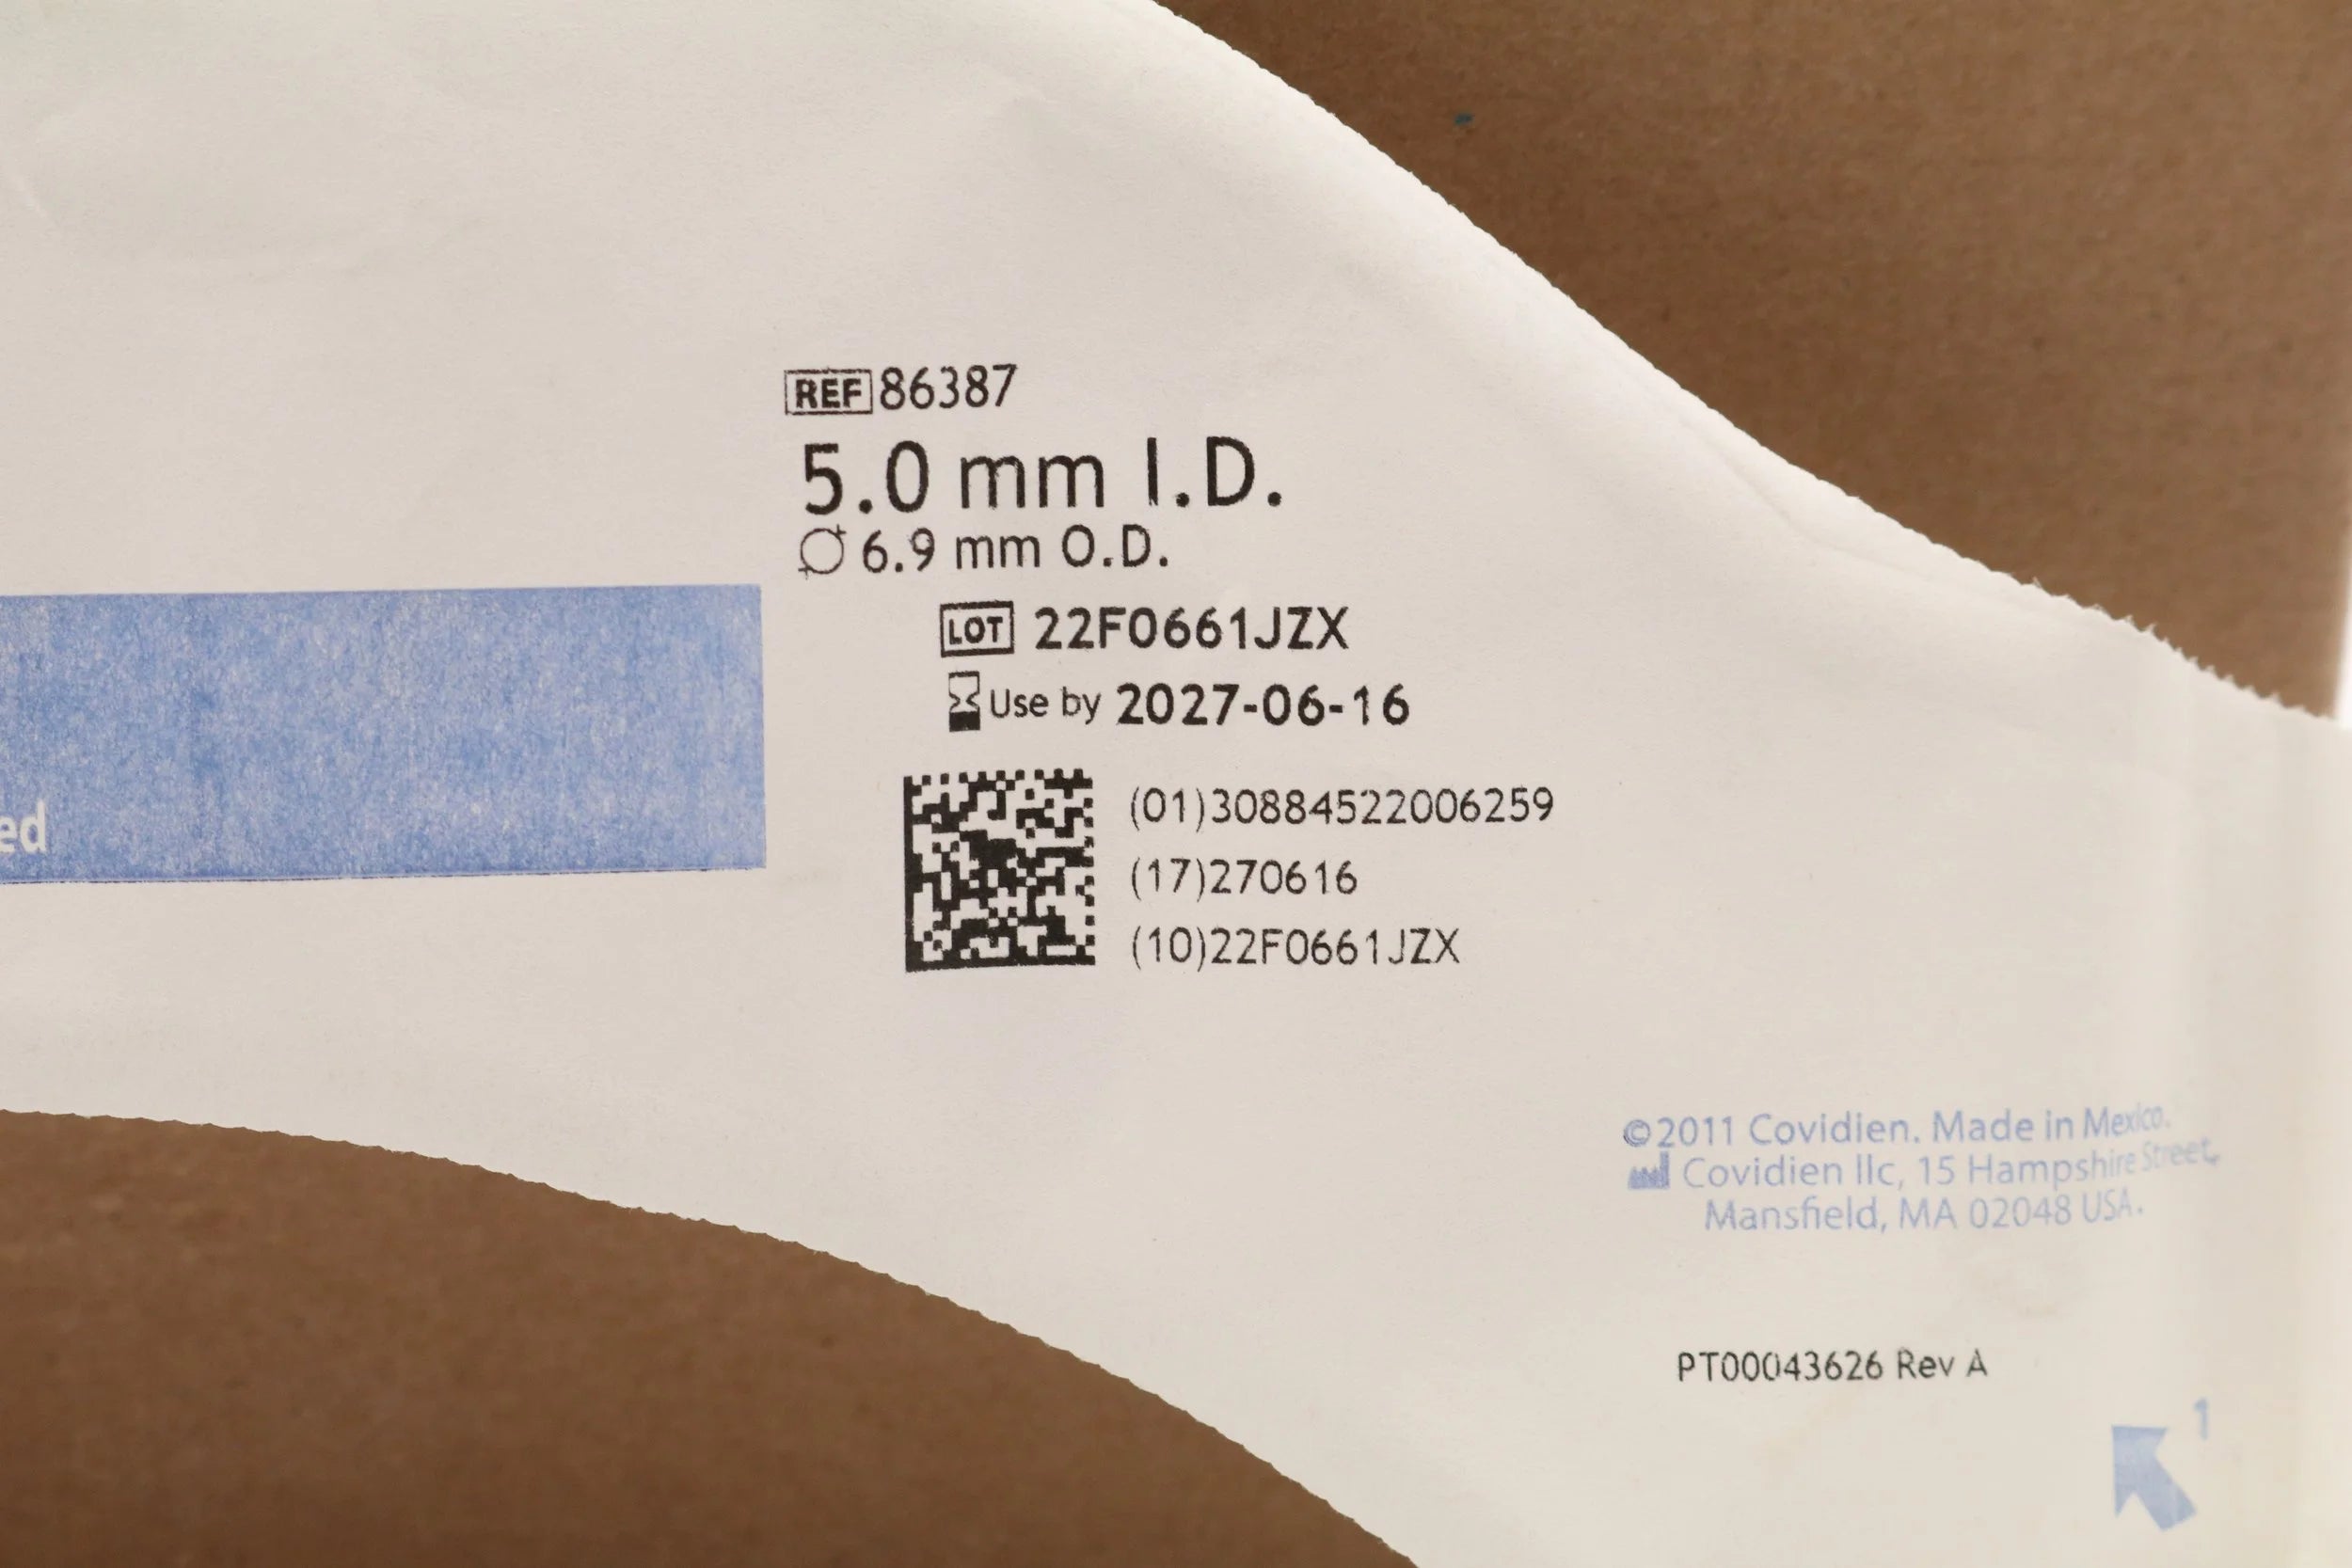 REF 86387
5.0 mm I.D.
Ø 6.9 mm O.D.
LOT 22F0661JZX
Use by 2027-06-16
ed
(01)30884522006259
(17)270616
(10)22F0661JZX
©2011 Covidien. Made in Mexico.
Covidien llc, 15 Hampshire Street,
Mansfield, MA 02048 USA.
PT00043626 Rev A
1